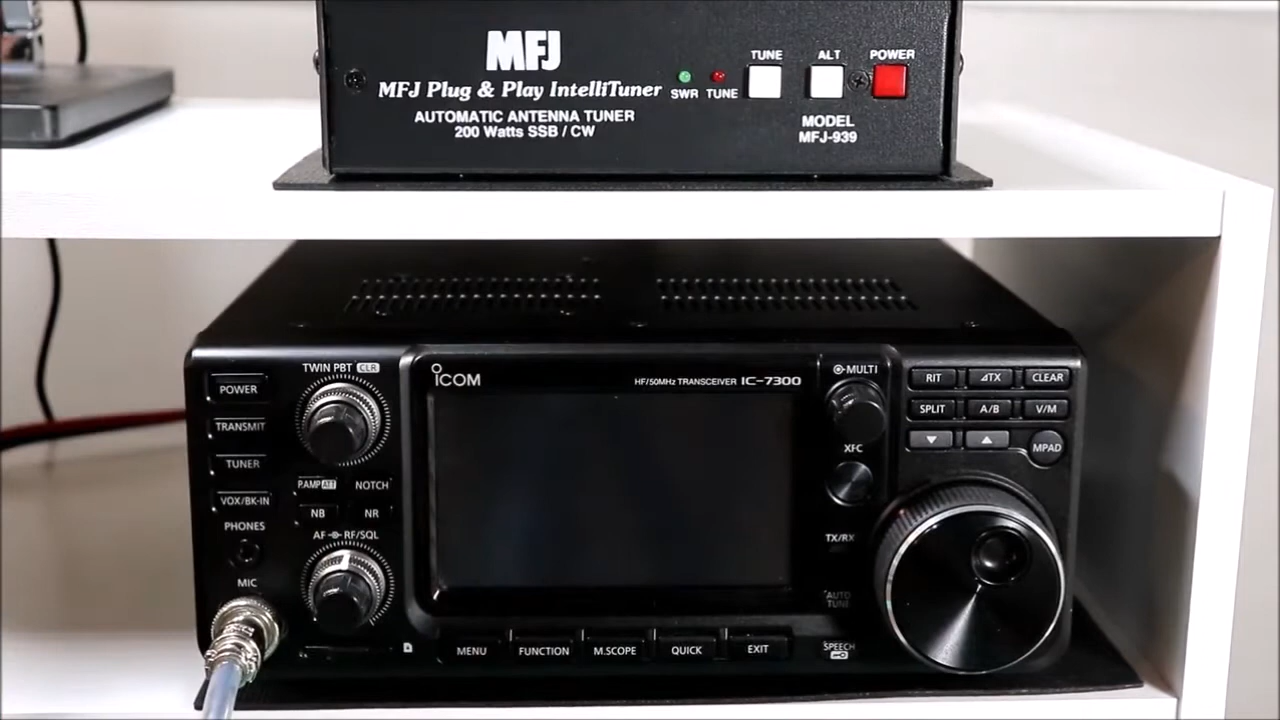 MFJ
MFJ Plug & Play IntelliTuner
AUTOMATIC ANTENNA TUNER
200 Watts SSB / CW
SWR TUNE
TUNE ALT POWER
MODEL
MFJ-939
POWER
TRANSMIT
TUNER
VOX/BK-IN
PHONES
MIC
TWIN PBT CLR
P.AMP ATT NOTCH
NB NR
AF RF/SQL
ICOM
HF/50MHz TRANSCEIVER IC-7300
MENU FUNCTION M.SCOPE QUICK EXIT
MULTI
XFC
TX/RX
AUTO
TUNE
SPEECH
RIT ⊿TX CLEAR
SPLIT A/B V/M
▼ ▲ MPAD